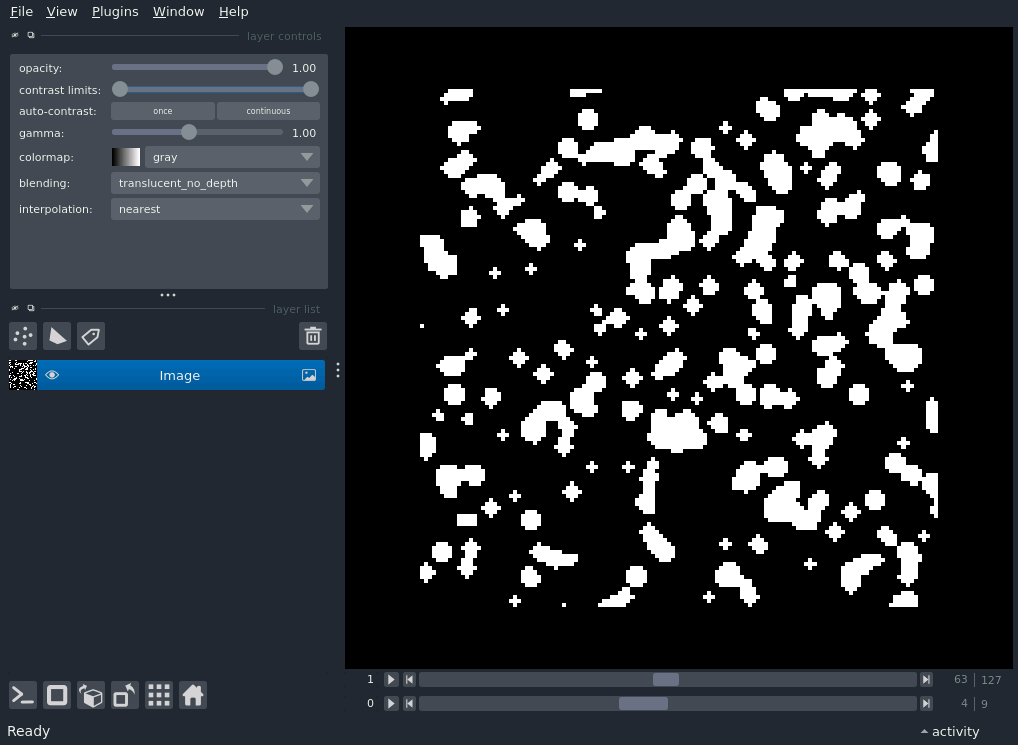 File View Plugins Window Help
layer controls
opacity: 1.00
contrast limits:
auto-contrast: once continuous
gamma: 1.00
colormap: gray
blending: translucent_no_depth
interpolation: nearest
layer list
Image
1 63 127
0 4 9
Ready activity